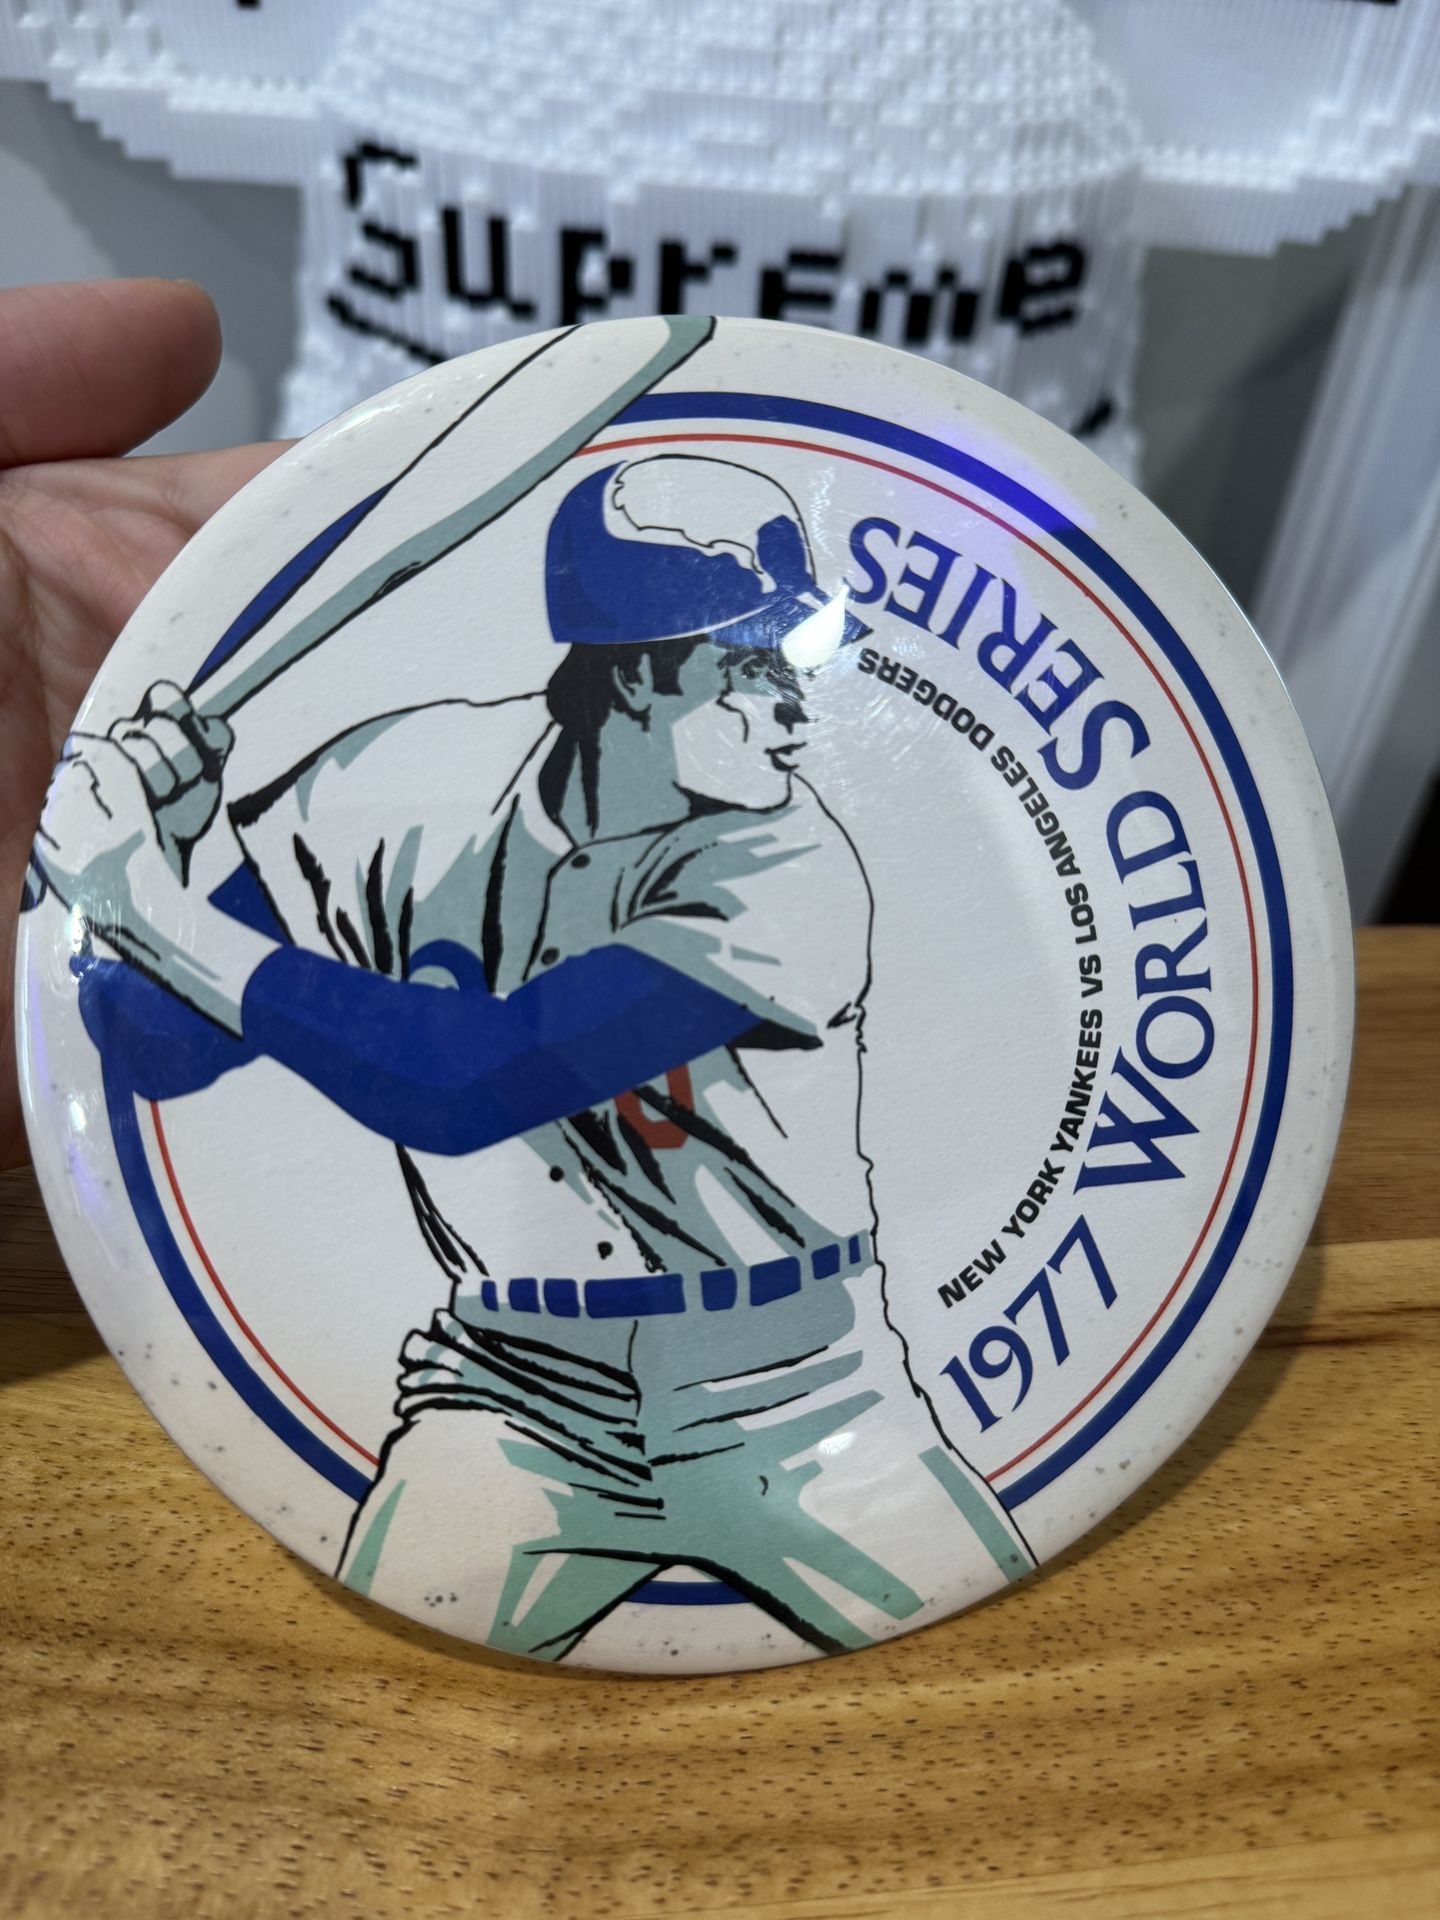 Supreme
1977 WORLD SERIES
NEW YORK YANKEES VS LOS ANGELES DODGERS